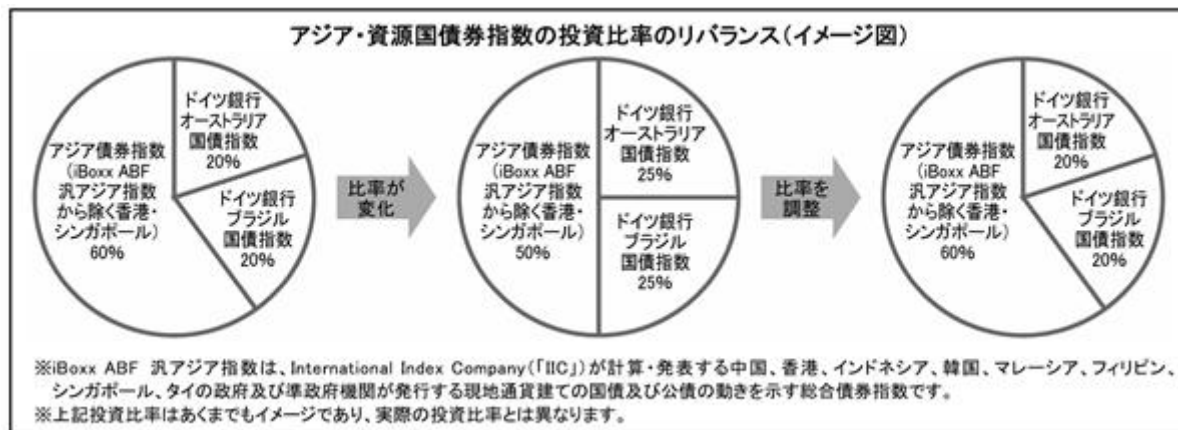 アジア・資源国債券指数の投資比率のリバランス(イメージ図)
アジア債券指数
(iBoxx ABF
汎アジア指数
から除く香港・
シンガポール)
60%
ドイツ銀行
オーストラリア
国債指数
20%
ドイツ銀行
ブラジル
国債指数
20%
比率が
変化
アジア債券指数
(iBoxx ABF
汎アジア指数
から除く香港・
シンガポール)
50%
ドイツ銀行
オーストラリア
国債指数
25%
ドイツ銀行
ブラジル
国債指数
25%
比率を
調整
アジア債券指数
(iBoxx ABF
汎アジア指数
から除く香港・
シンガポール)
60%
ドイツ銀行
オーストラリア
国債指数
20%
ドイツ銀行
ブラジル
国債指数
20%
※iBoxx ABF 汎アジア指数は、International Index Company(「IIC」)が計算・発表する中国、香港、インドネシア、韓国、マレーシア、フィリピン、
シンガポール、タイの政府及び準政府機関が発行する現地通貨建ての国債及び公債の動きを示す総合債券指数です。
※上記投資比率はあくまでもイメージであり、実際の投資比率とは異なります。